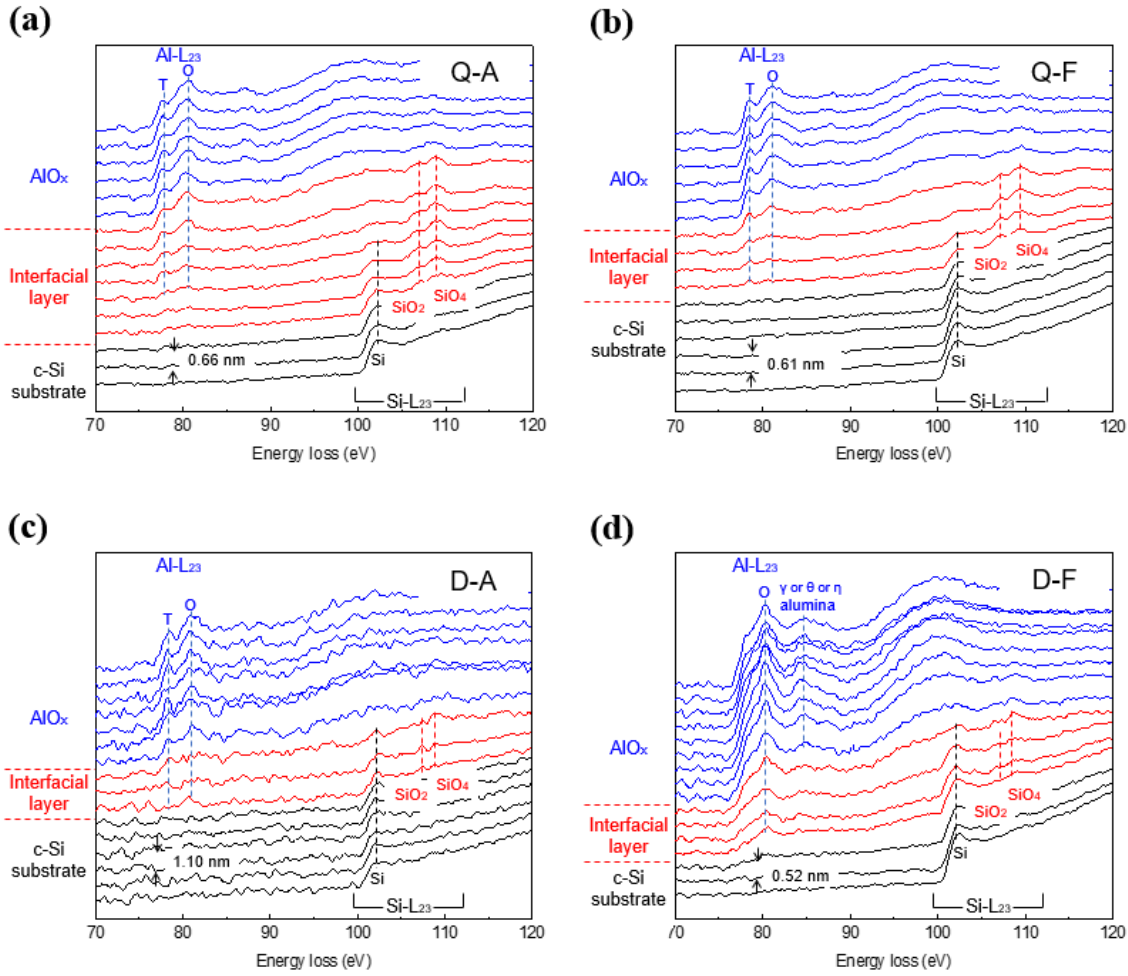 (a)
Al-L₂₃
T
O
Q-A
AlOₓ
Interfacial
layer
c-Si
substrate
0.66 nm
Si
SiO₂
SiO₄
Si-L₂₃
70
80
90
100
110
120
Energy loss (eV)
(b)
Al-L₂₃
T
O
Q-F
AlOₓ
Interfacial
layer
c-Si
substrate
0.61 nm
Si
SiO₂
SiO₄
Si-L₂₃
70
80
90
100
110
120
Energy loss (eV)
(c)
Al-L₂₃
T
O
D-A
AlOₓ
Interfacial
layer
c-Si
substrate
1.10 nm
Si
SiO₂
SiO₄
Si-L₂₃
70
80
90
100
110
120
Energy loss (eV)
(d)
Al-L₂₃
O
γ or θ or η
alumina
D-F
AlOₓ
Interfacial
layer
c-Si
substrate
0.52 nm
Si
SiO₂
SiO₄
Si-L₂₃
70
80
90
100
110
120
Energy loss (eV)